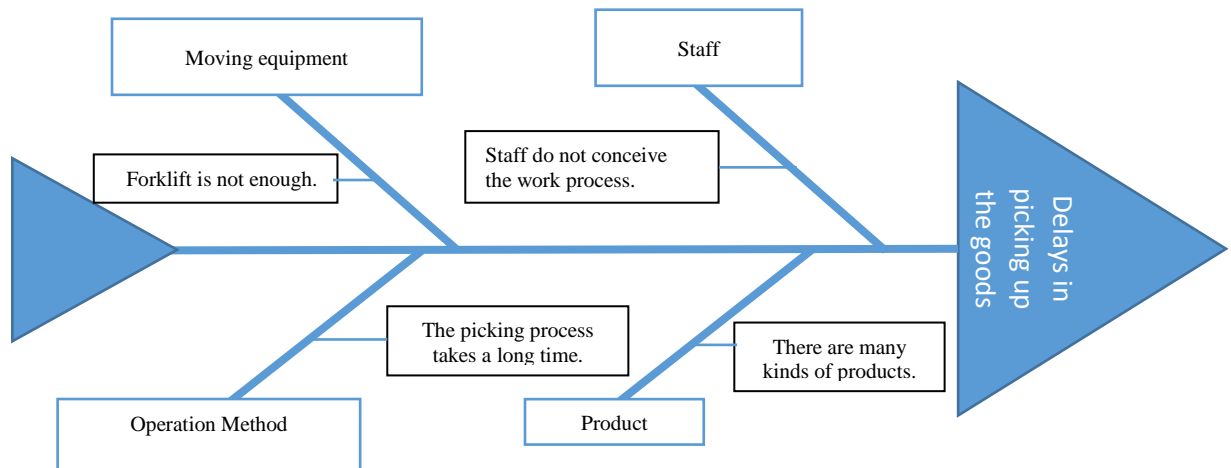 Moving equipment
Staff
Forklift is not enough.
Staff do not conceive
the work process.
Delays in
picking up
the goods
The picking process
takes a long time.
There are many
kinds of products.
Operation Method
Product